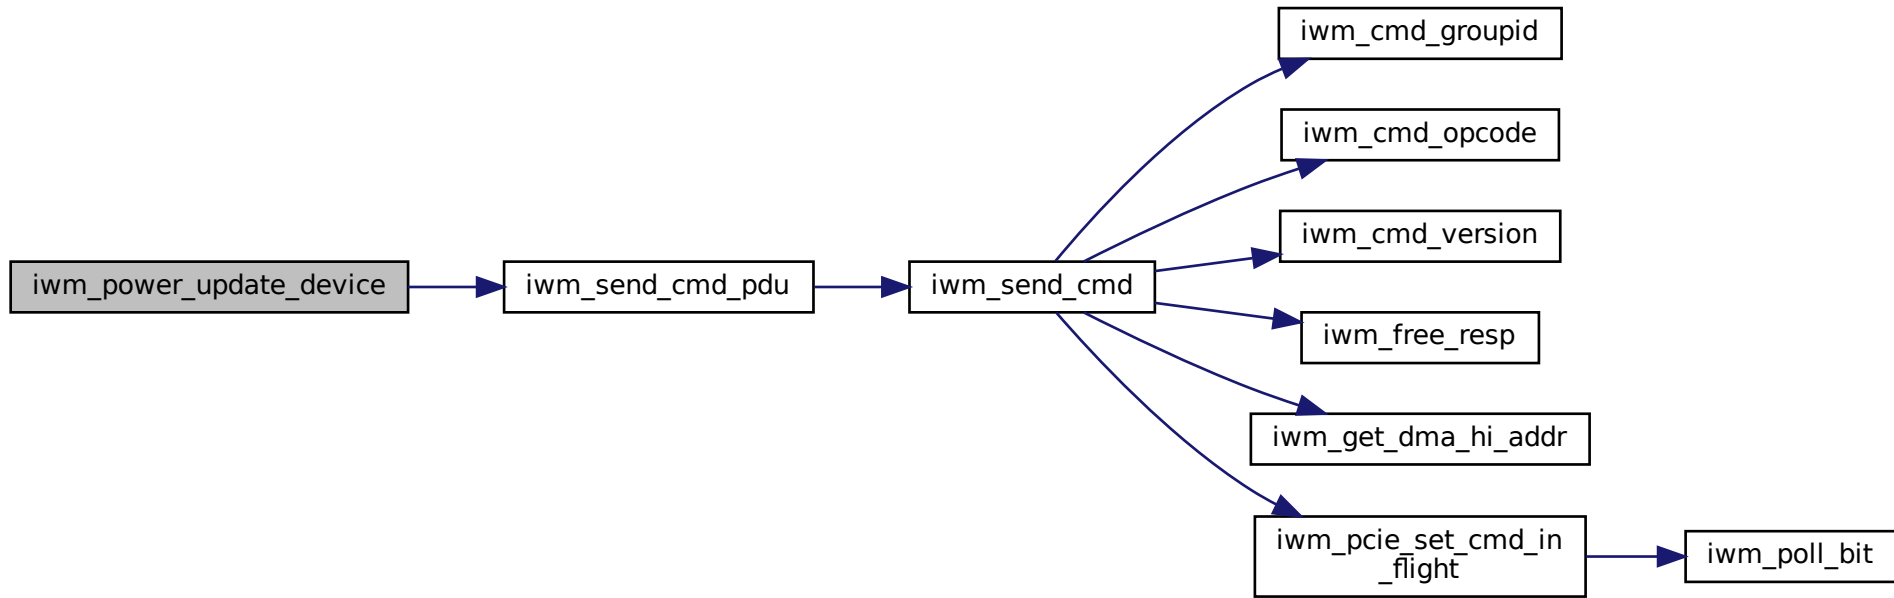 iwm_power_update_device
iwm_send_cmd_pdu
iwm_send_cmd
iwm_cmd_groupid
iwm_cmd_opcode
iwm_cmd_version
iwm_free_resp
iwm_get_dma_hi_addr
iwm_pcie_set_cmd_in
_flight
iwm_poll_bit